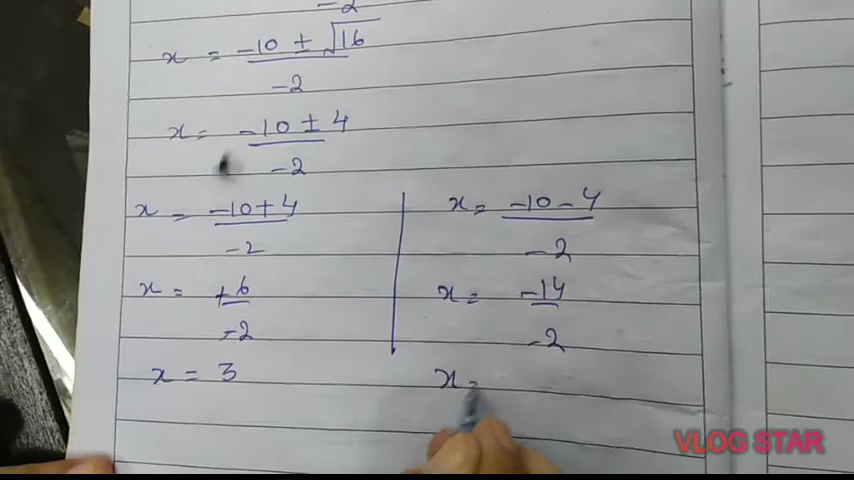 -2
x = -10 ± √16
-2
x = -10 ± 4
-2
x = -10 + 4
-2
x = +6
-2
x = 3
x = -10 - 4
-2
x = -14
-2
x =
VLOG STAR